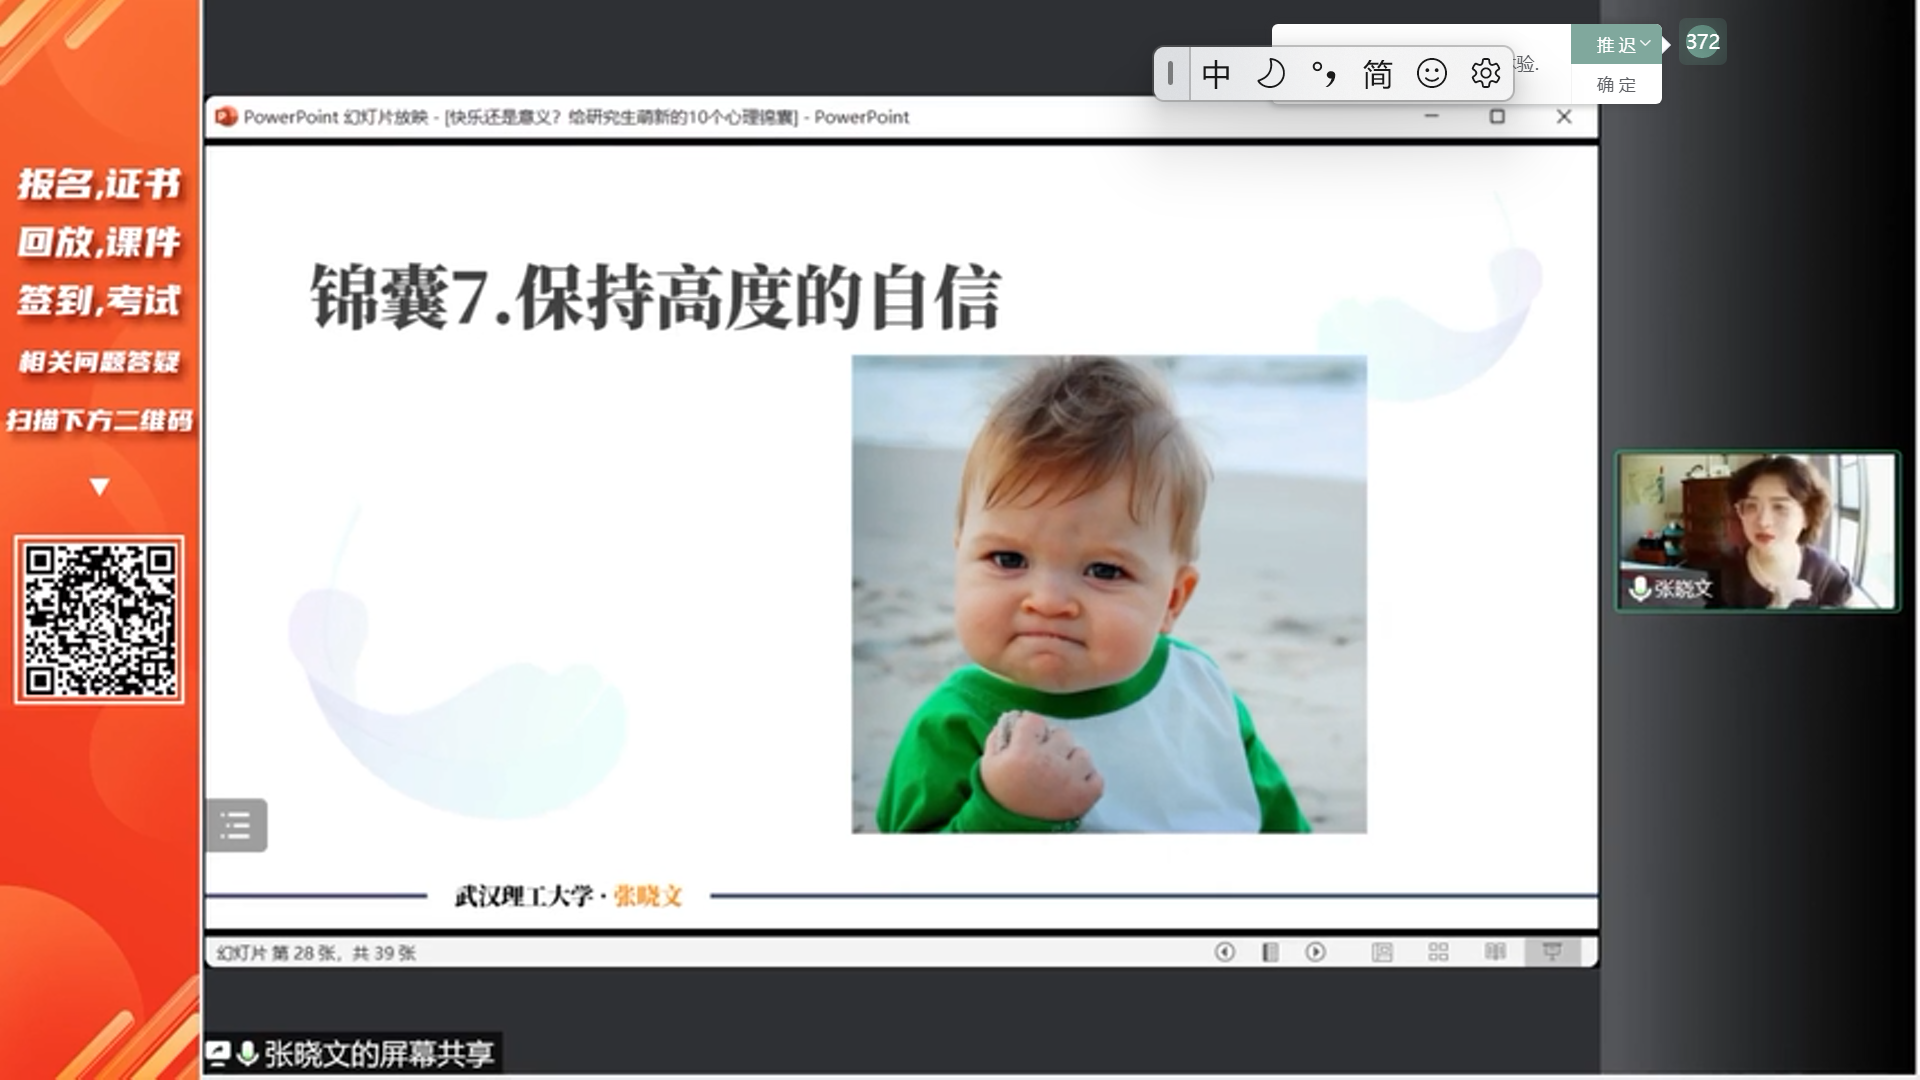 报名,证书
回放,课件
签到,考试
相关问题答疑
扫描下方二维码
推迟
372
中
简
验.
确定
PowerPoint 幻灯片放映 - [快乐还是意义？给研究生萌新的10个心理锦囊] - PowerPoint
锦囊7.保持高度的自信
张晓文
武汉理工大学·张晓文
幻灯片 第 28 张，共 39 张
张晓文的屏幕共享